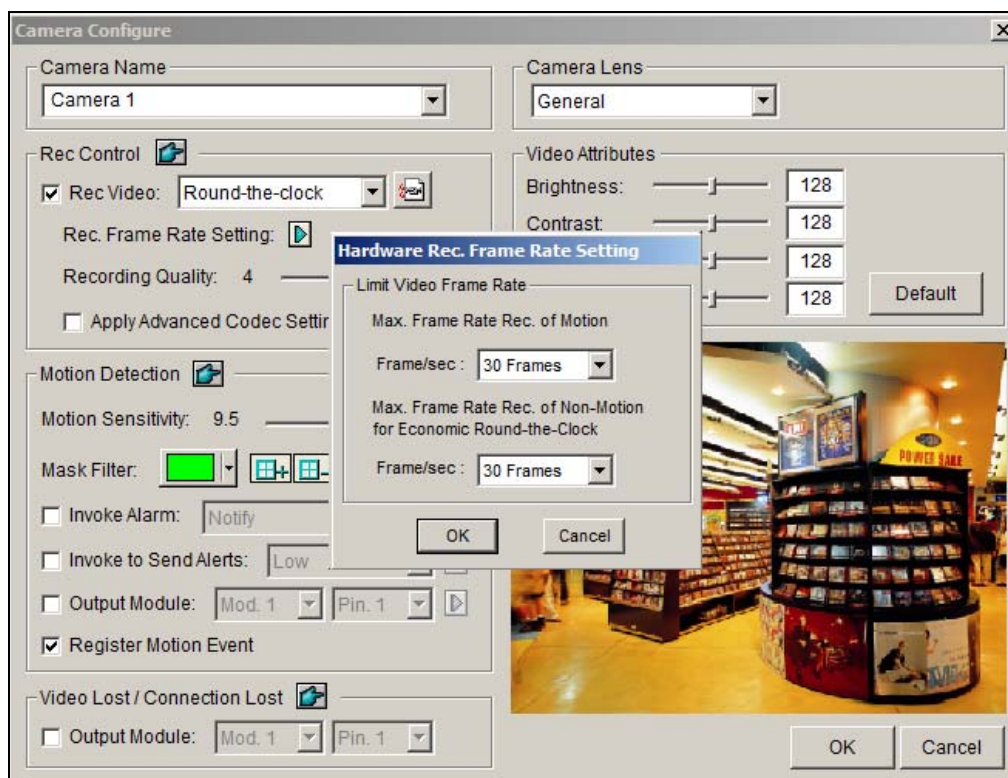 Camera Configure
Camera Name
Camera 1
Camera Lens
General
Rec Control
Rec Video: Round-the-clock
Rec. Frame Rate Setting:
Recording Quality: 4
Apply Advanced Codec Settin
Video Attributes
Brightness: 128
Contrast: 128
128
128
Default
Hardware Rec. Frame Rate Setting
Limit Video Frame Rate
Max. Frame Rate Rec. of Motion
Frame/sec : 30 Frames
Max. Frame Rate Rec. of Non-Motion
for Economic Round-the-Clock
Frame/sec : 30 Frames
OK Cancel
Motion Detection
Motion Sensitivity: 9.5
Mask Filter:
Invoke Alarm: Notify
Invoke to Send Alerts: Low
Output Module: Mod. 1 Pin. 1
Register Motion Event
Video Lost / Connection Lost
Output Module: Mod. 1 Pin. 1
POWER SALE
OK Cancel